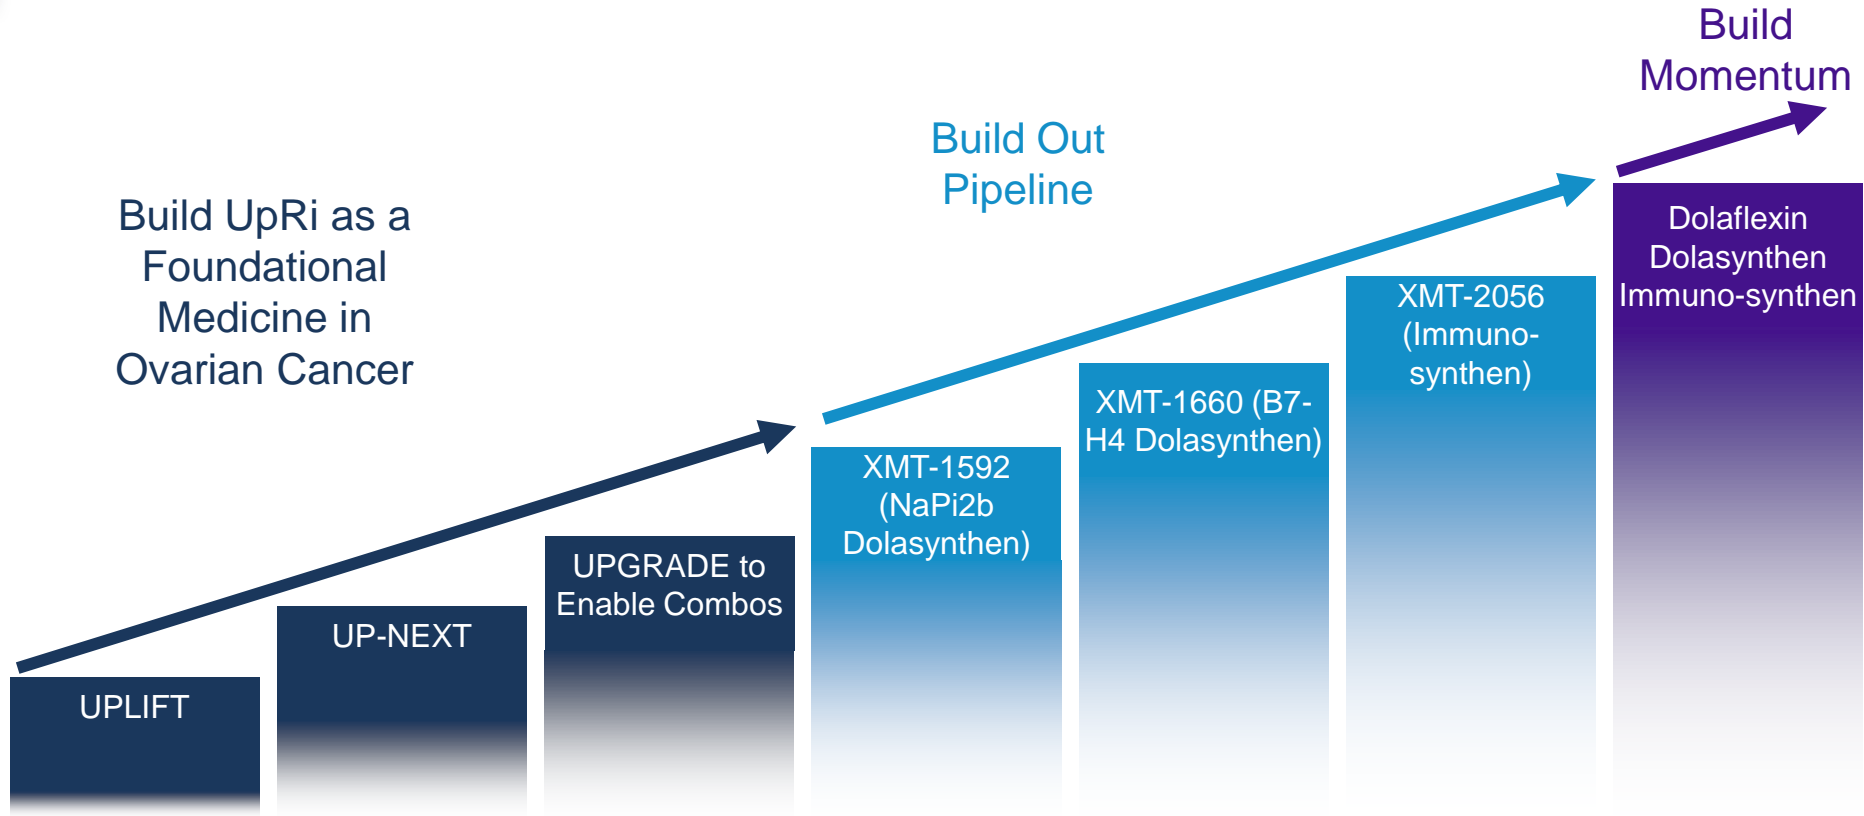 Build UpRi as a
Foundational
Medicine in
Ovarian Cancer
UPLIFT
UP-NEXT
UPGRADE to
Enable Combos
Build Out
Pipeline
XMT-1592
(NaPi2b
Dolasynthen)
XMT-1660 (B7-
H4 Dolasynthen)
XMT-2056
(Immuno-
synthen)
Build
Momentum
Dolaflexin
Dolasynthen
Immuno-synthen